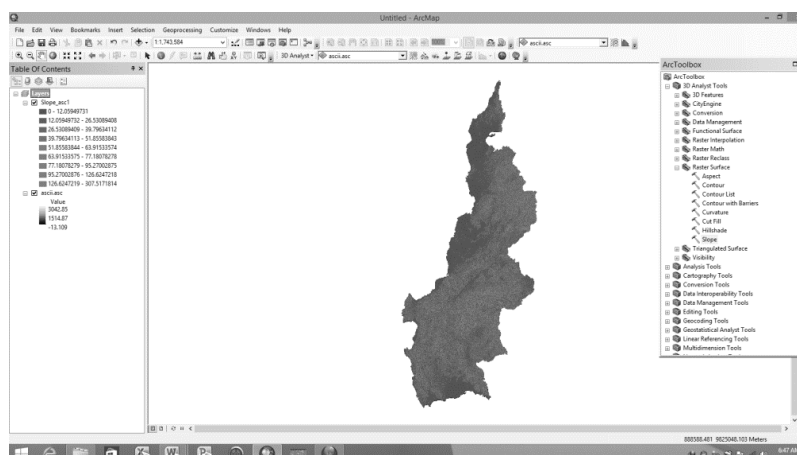 Untitled - ArcMap
File Edit View Bookmarks Insert Selection Geoprocessing Customize Windows Help
1:1,743,584
ascii.asc
3D Analyst
ascii.asc
Table Of Contents
Layers
Slope_asc1
0 - 12.05949731
12.05949732 - 26.53089408
26.53089409 - 39.79634112
39.79634113 - 51.85583843
51.85583844 - 63.91533574
63.91533575 - 77.18078278
77.18078279 - 95.27002875
95.27002876 - 126.6247218
126.6247219 - 307.5171814
ascii.asc
Value
3042.85
1514.87
-13.109
ArcToolbox
ArcToolbox
3D Analyst Tools
3D Features
CityEngine
Conversion
Data Management
Functional Surface
Raster Interpolation
Raster Math
Raster Reclass
Raster Surface
Aspect
Contour
Contour List
Contour with Barriers
Curvature
Cut Fill
Hillshade
Slope
Triangulated Surface
Visibility
Analysis Tools
Cartography Tools
Conversion Tools
Data Interoperability Tools
Data Management Tools
Editing Tools
Geocoding Tools
Geostatistical Analyst Tools
Linear Referencing Tools
Multidimension Tools
888588.481 9825048.103 Meters
6:47 AM